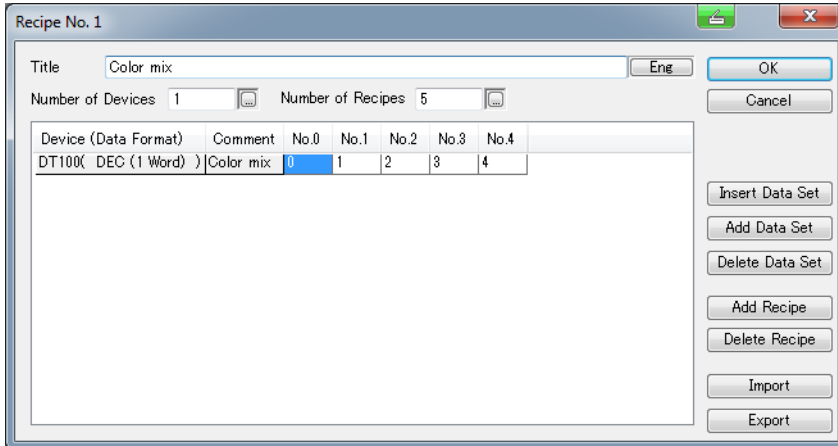 Recipe No. 1
Title Color mix Eng
Number of Devices 1 ... Number of Recipes 5 ...
Device (Data Format) Comment No.0 No.1 No.2 No.3 No.4
DT100( DEC (1 Word) ) Color mix 0 1 2 3 4
OK
Cancel
Insert Data Set
Add Data Set
Delete Data Set
Add Recipe
Delete Recipe
Import
Export